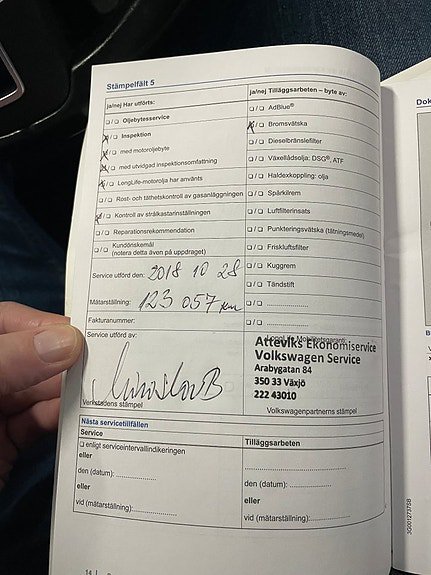 Stämpelfält 5
ja/nej Har utförts:
ja/nej Tilläggsarbeten – byte av:
Oljebytesservice
AdBlue®
Inspektion
Bromsvätska
med motoroljebyte
Dieselbränslefilter
med utvidgad inspektionsomfattning
Växellådsolja: DSG®, ATF
LongLife-motorolja har använts
Haldexkoppling: olja
Rost- och täthetskontroll av gasanläggningen
Spärkilrem
Kontroll av strålkastarinställningen
Luftfilterinsats
Reparationsrekommendation
Punkteringsvätska (tätningsmedel)
Kundönskemål
(notera detta även på uppdraget)
Friskluftsfilter
Kuggrem
Service utförd den: 2018 10 28
Tändstift
Mätarställning: 123 057 km
Fakturanummer:
Service utförd av:
Atteviks Ekonomiservice
Volkswagen Service
Arabygatan 84
350 33 Växjö
222 43010
Verkstadens stämpel
Volkswagenpartnerns stämpel
Nästa servicetillfällen
Service
Tilläggsarbeten
enligt serviceintervallindikeringen
eller
den (datum):
den (datum):
eller
eller
vid (mätarställning):
vid (mätarställning):
14
3G0012737SB